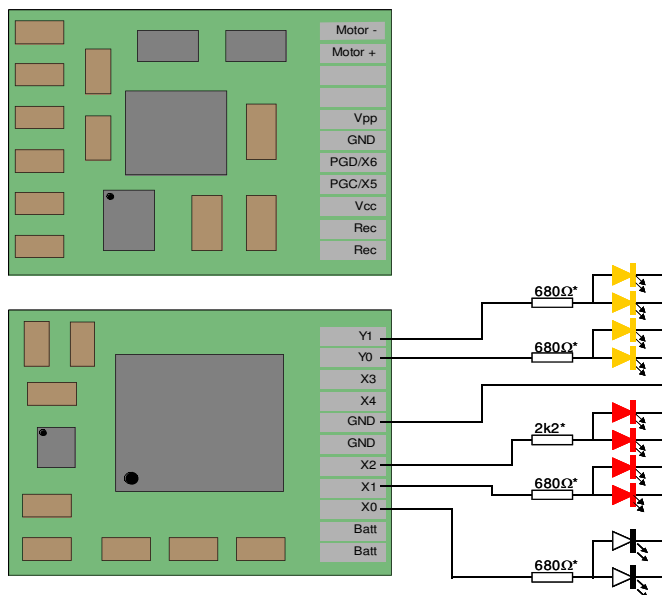 Motor -
Motor +
Vpp
GND
PGD/X6
PGC/X5
Vcc
Rec
Rec
Y1
Y0
X3
X4
GND
GND
X2
X1
X0
Batt
Batt
680Ω*
680Ω*
2k2*
680Ω*
680Ω*